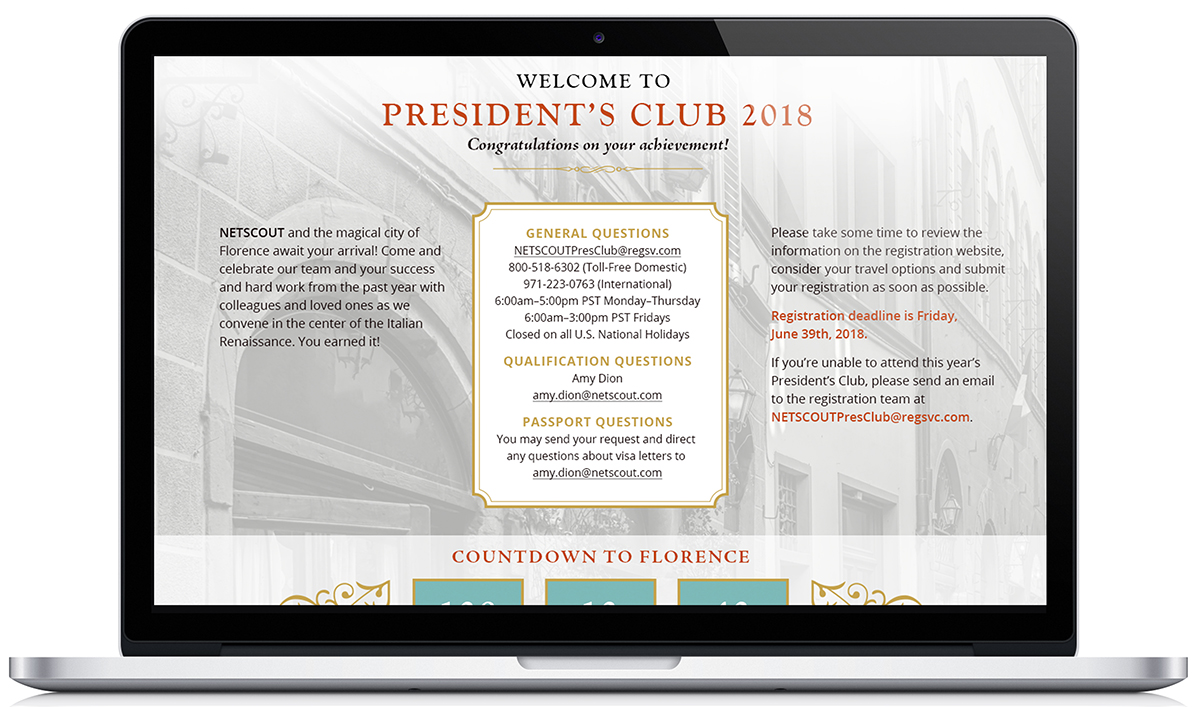 WELCOME TO
PRESIDENT'S CLUB 2018
Congratulations on your achievement!
NETSCOUT and the magical city of
Florence await your arrival! Come and
celebrate our team and your success
and hard work from the past year with
colleagues and loved ones as we
convene in the center of the Italian
Renaissance. You earned it!
GENERAL QUESTIONS
NETSCOUTPresClub@regsv.com
800-518-6302 (Toll-Free Domestic)
971-223-0763 (International)
6:00am–5:00pm PST Monday–Thursday
6:00am–3:00pm PST Fridays
Closed on all U.S. National Holidays
QUALIFICATION QUESTIONS
Amy Dion
amy.dion@netscout.com
PASSPORT QUESTIONS
You may send your request and direct
any questions about visa letters to
amy.dion@netscout.com
Please take some time to review the
information on the registration website,
consider your travel options and submit
your registration as soon as possible.
Registration deadline is Friday,
June 39th, 2018.
If you're unable to attend this year's
President's Club, please send an email
to the registration team at
NETSCOUTPresClub@regsvc.com.
COUNTDOWN TO FLORENCE